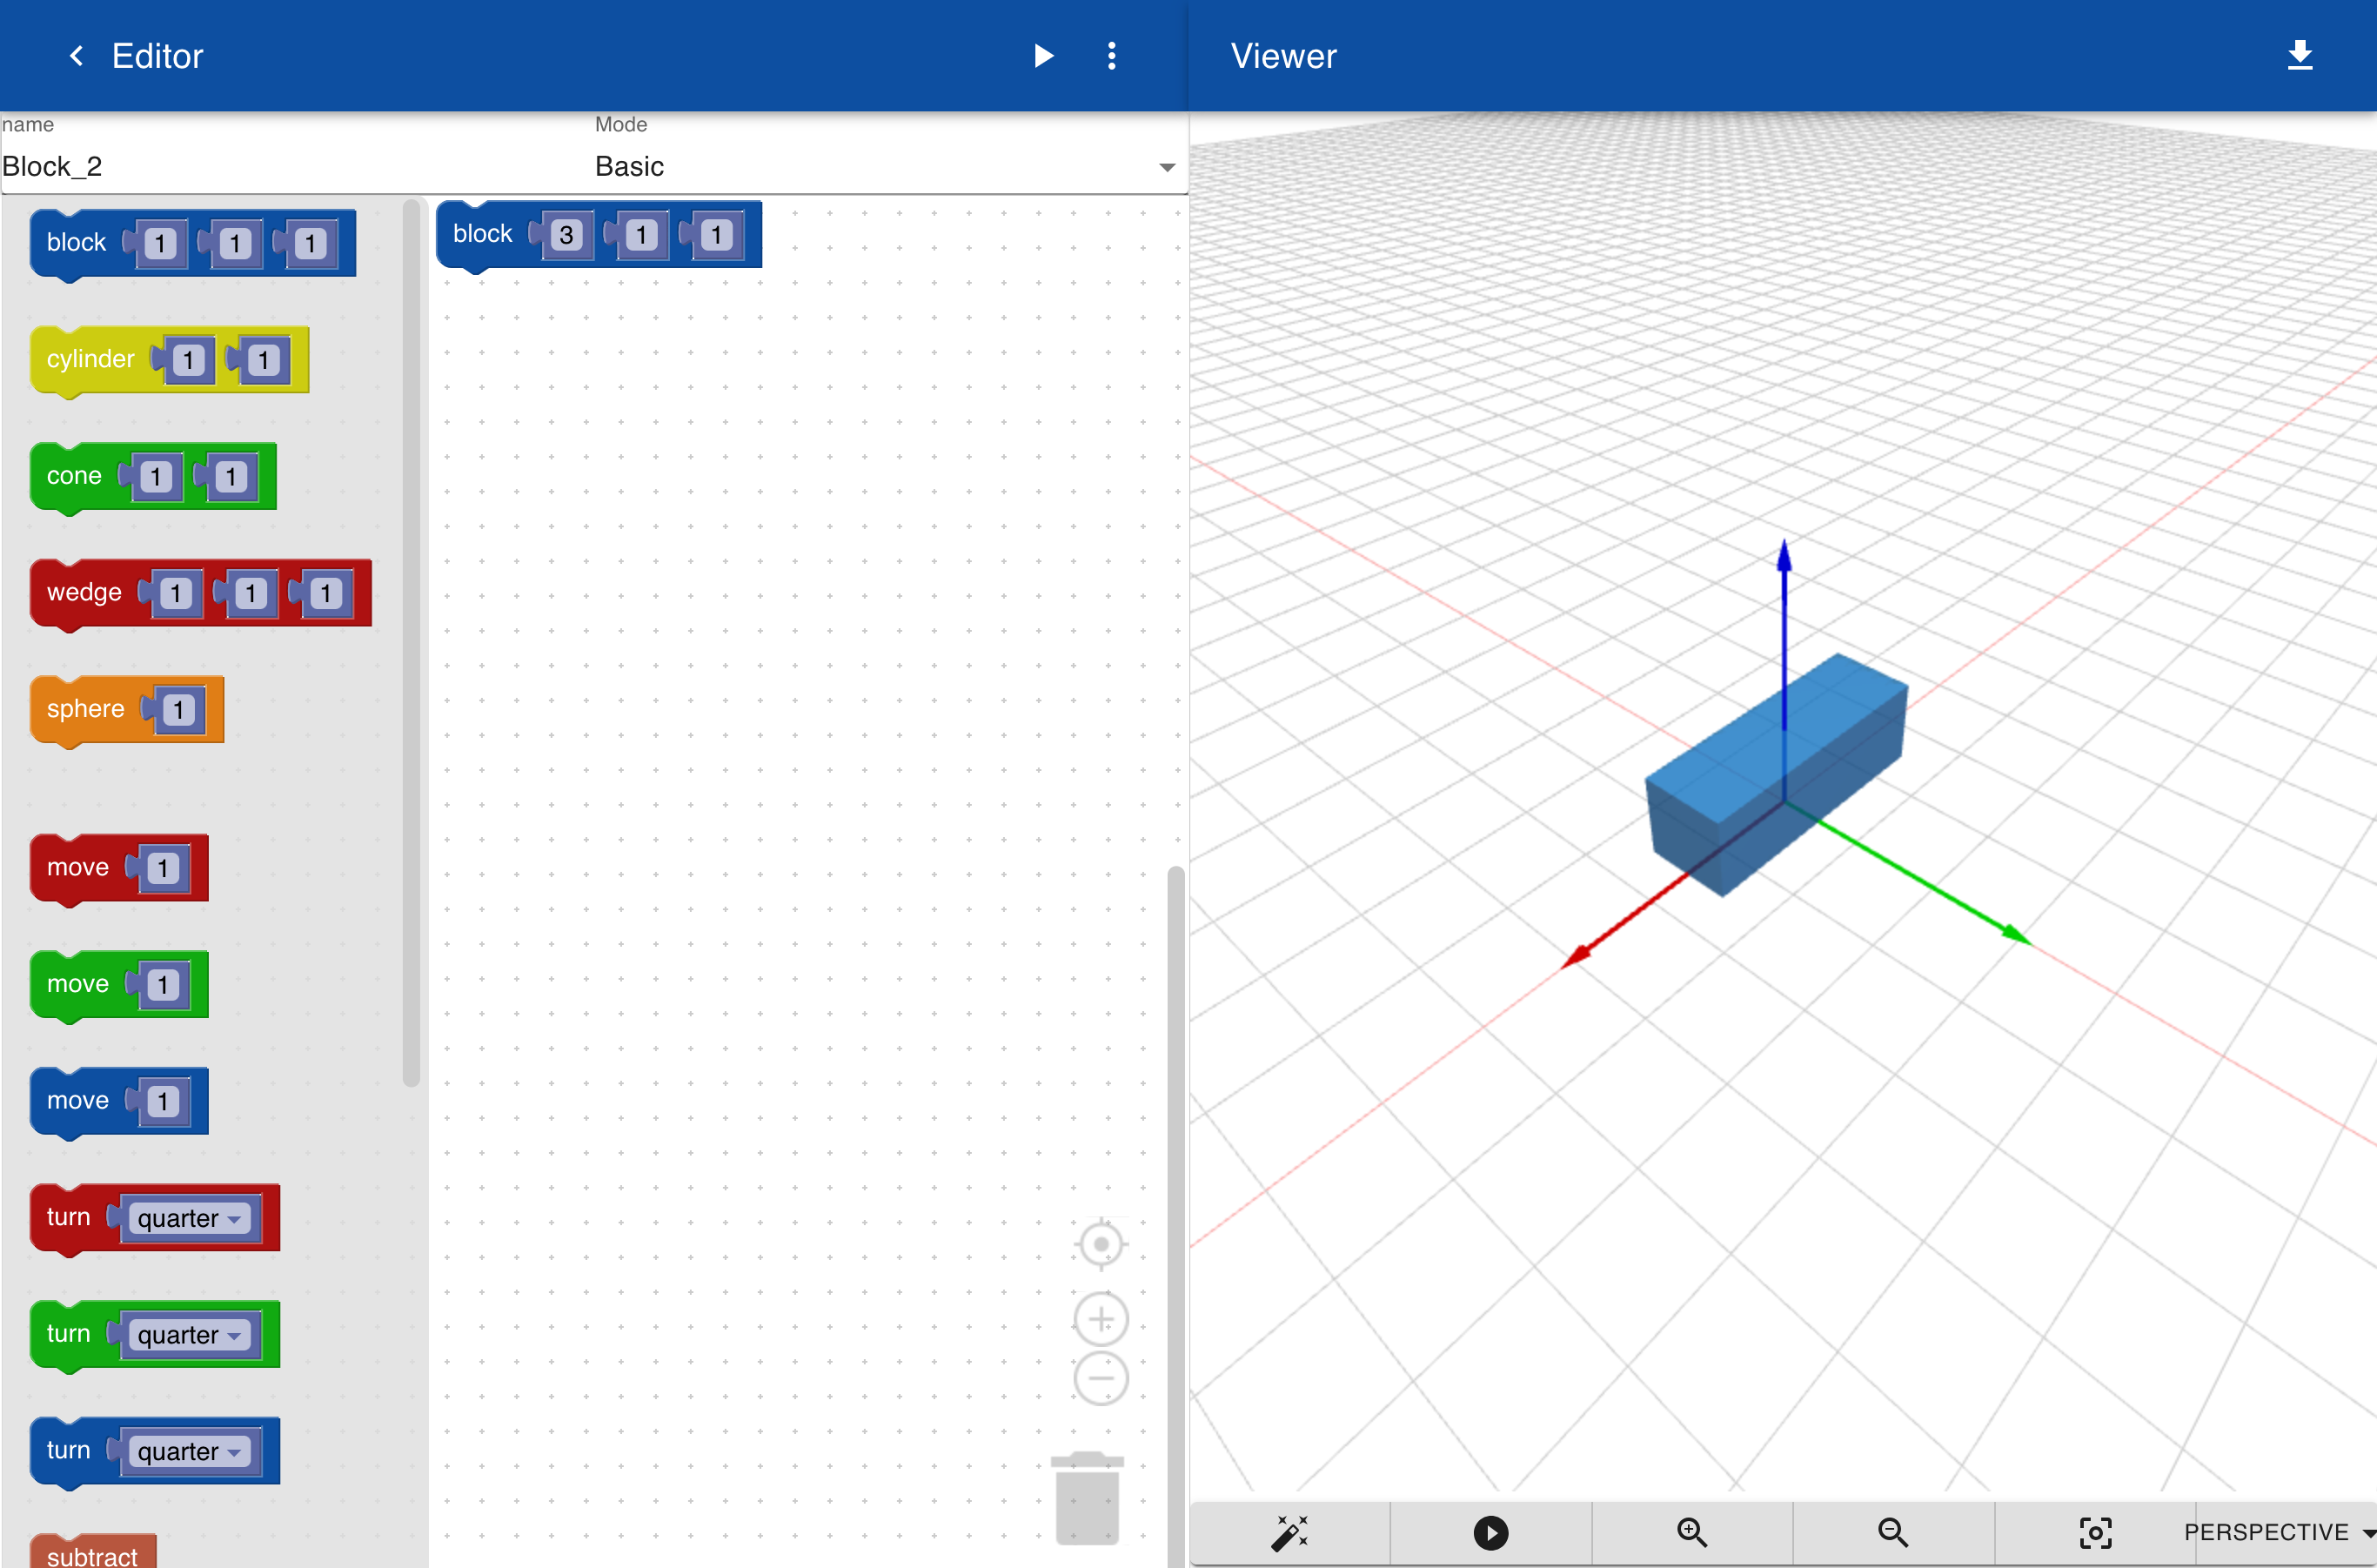 Editor
Viewer
name
Mode
Block_2
Basic
block 1 1 1
block 3 1 1
cylinder 1 1
cone 1 1
wedge 1 1 1
sphere 1
move 1
move 1
move 1
turn quarter
turn quarter
turn quarter
subtract
PERSPECTIVE